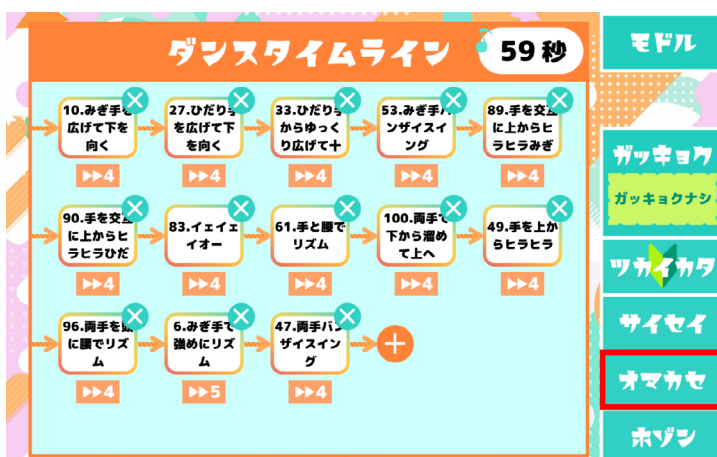 ダンスタイムライン
59秒
10.みぎ手を
広げて下を
向く
27.ひだり手
を広げて下
を向く
33.ひだり手
からゆっく
り広げて十
53.みぎ手バ
ンザイスイ
ング
89.手を交互
に上からヒ
ラヒラみぎ
▶▶4
▶▶4
▶▶4
▶▶4
▶▶4
90.手を交互
に上からヒ
ラヒラひだ
83.イェイェ
イオー
61.手と腰で
リズム
100.両手で
下から溜め
て上へ
49.手を上か
らヒラヒラ
▶▶4
▶▶4
▶▶4
▶▶4
▶▶4
96.両手を
に腰でリズ
ム
6.みぎ手で
強めにリズ
ム
47.両手バン
ザイスイン
グ
▶▶4
▶▶5
▶▶4
モドル
ガッキョク
ガッキョクナシ
ツカイカタ
サイセイ
オマカセ
ホゾン